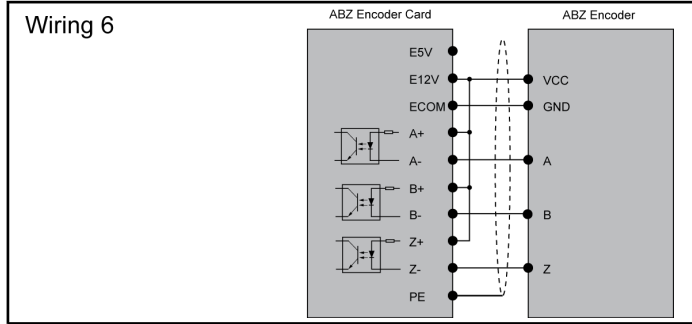 Wiring 6
ABZ Encoder Card
ABZ Encoder
E5V
E12V
VCC
ECOM
GND
A+
A-
A
B+
B-
B
Z+
Z-
Z
PE